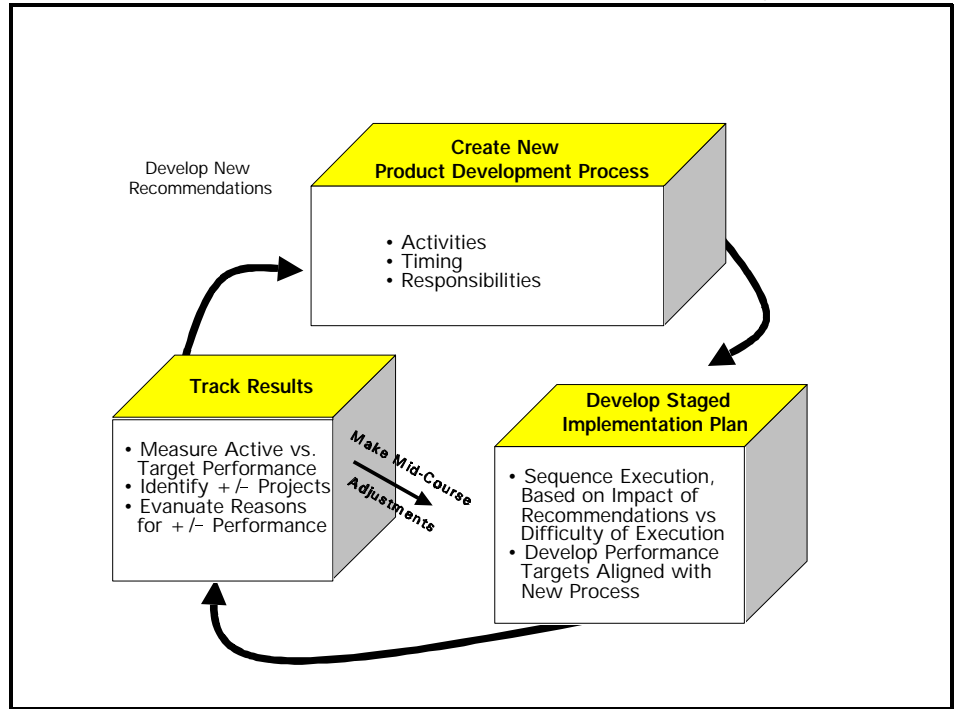 Create New
Product Development Process
Develop New
Recommendations
• Activities
• Timing
• Responsibilities
Track Results
• Measure Active vs.
Target Performance
• Identify +/- Projects
• Evanuate Reasons
for +/- Performance
Make Mid-Course
Adjustments
Develop Staged
Implementation Plan
• Sequence Execution,
Based on Impact of
Recommendations vs
Difficulty of Execution
• Develop Performance
Targets Aligned with
New Process